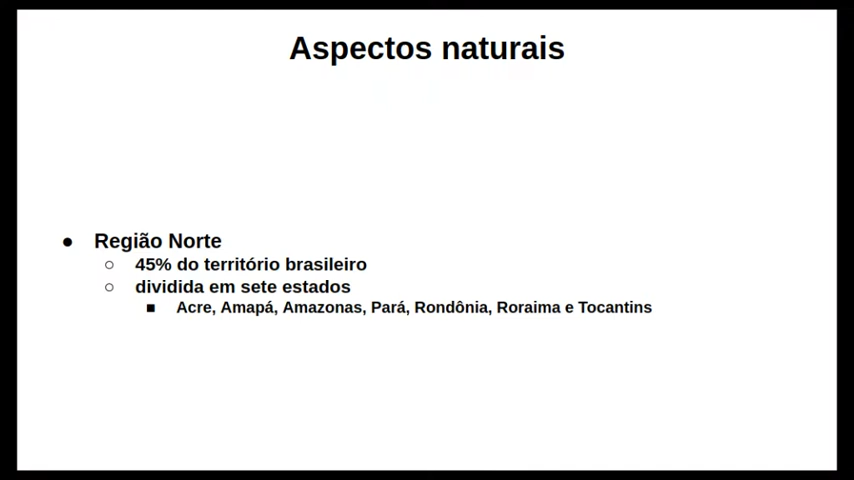 Aspectos naturais
● Região Norte
○ 45% do território brasileiro
○ dividida em sete estados
■ Acre, Amapá, Amazonas, Pará, Rondônia, Roraima e Tocantins